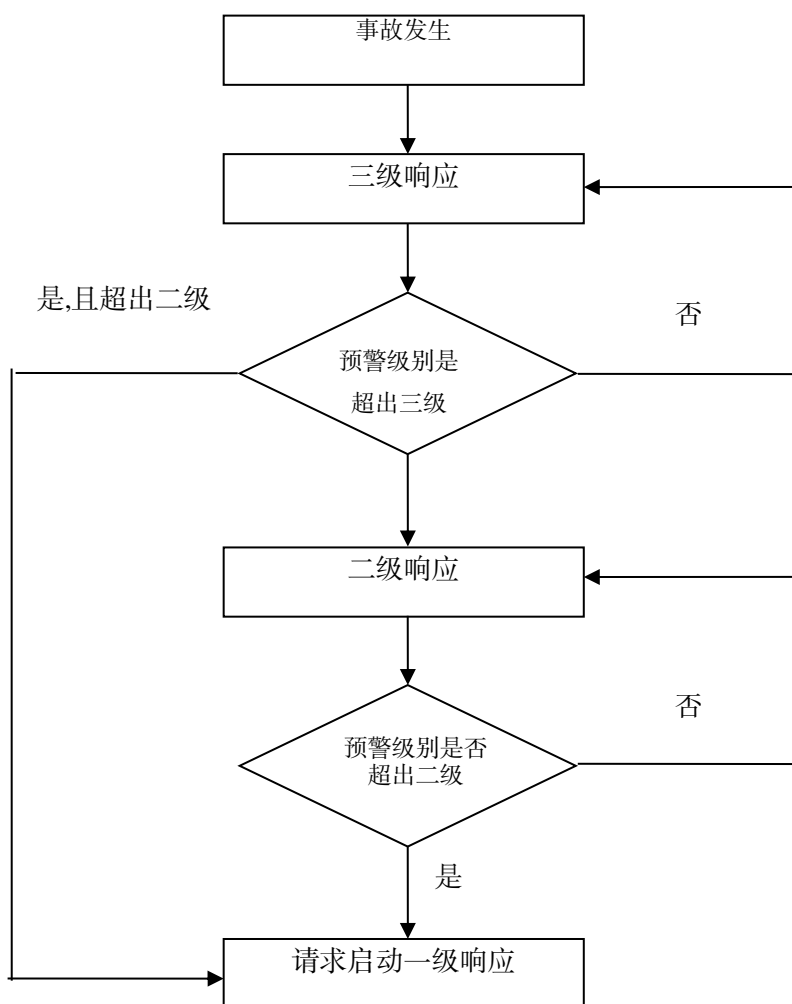 事故发生
三级响应
是,且超出二级
否
预警级别是
超出三级
二级响应
否
预警级别是否
超出二级
是
请求启动一级响应